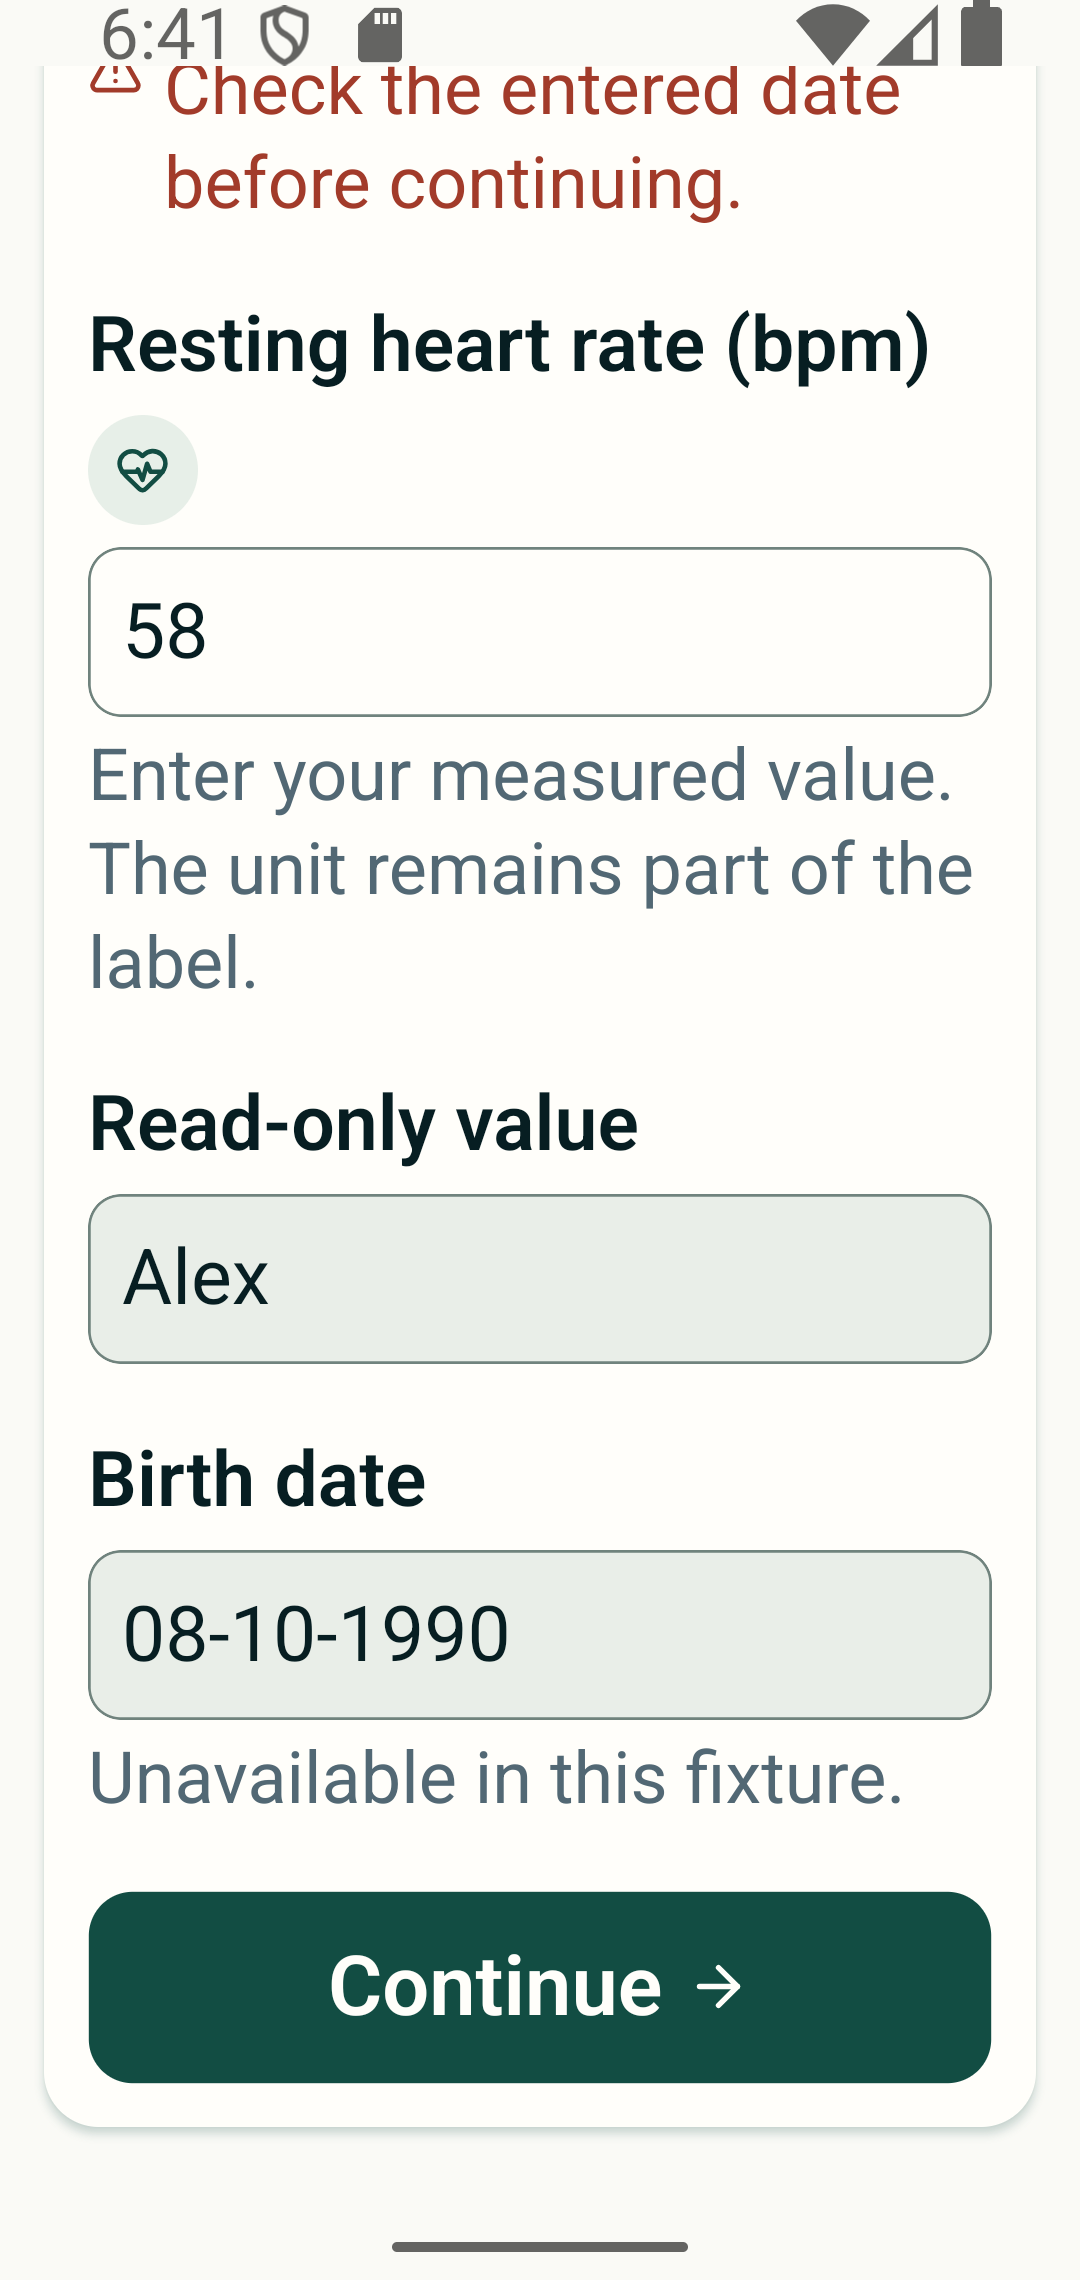 6:41
Check the entered date
before continuing.
Resting heart rate (bpm)
58
Enter your measured value.
The unit remains part of the
label.
Read-only value
Alex
Birth date
08-10-1990
Unavailable in this fixture.
Continue →